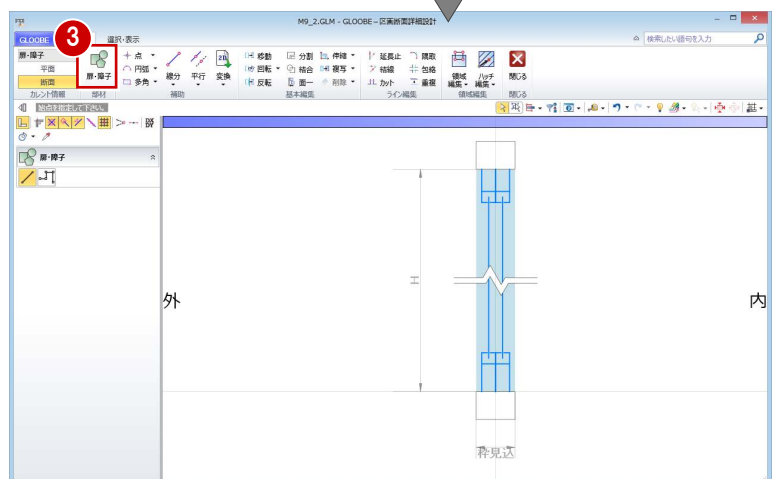 M9_2.GLM - GLOOBE - 区画断面詳細設計
3
GLOOBE 選択・表示 検索したい語句を入力
扉・障子 平面 断面 カレント情報
扉・障子 部材
点 円弧 多角 線分 平行 変換 補助
移動 分割 伸縮
回転 結合 複写
反転 面一 削除
基本編集
延長止 隅取
結線 包絡
カット 重複
ライン編集
領域編集 ハッチ編集 領域編集
閉じる 閉じる
始点を指定して下さい。
扉・障子
外
内
H
枠見込